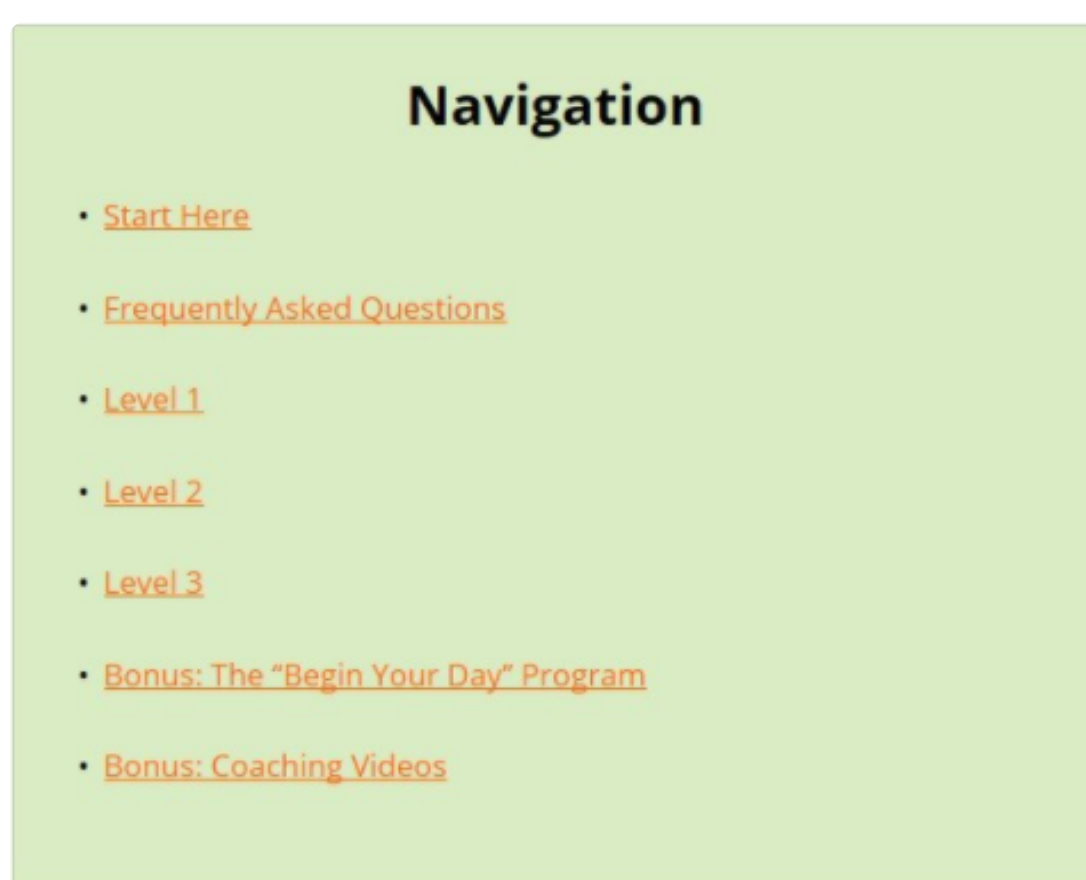 Navigation
• Start Here
• Frequently Asked Questions
• Level 1
• Level 2
• Level 3
• Bonus: The “Begin Your Day” Program
• Bonus: Coaching Videos